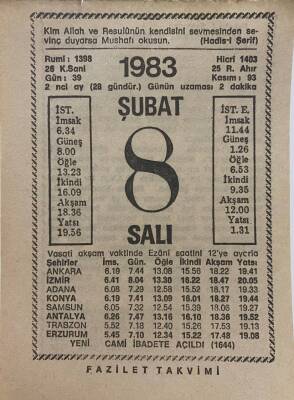 Kim Allah ve Resulünün kendisini sevmesinden se-
vinç duyarsa Mushafı okusun. (Hadis-i Şerif)
Rumi : 1398
26 K.Sani
Gün : 39
1983
Hicri 1403
25 R. Ahır
Kasım : 93
2 nci ay (28 gündür.) Günün uzaması 2 dakika
ŞUBAT
8
SALI
İST.
İmsak
6.34
Güneş
8.00
Öğle
13.23
İkindi
16.09
Akşam
18.36
Yatsı
19.56
İST. E.
İmsak
11.44
Güneş
1.26
Öğle
6.53
İkindi
9.35
Akşam
12.00
Yatsı
1.31
Vasati akşam vaktinde Ezâni saatini 12'ye ayarla
Şehirler İms. Gün. Öğle İkindi Akşam Yatsı
ANKARA 6.19 7.44 13.08 15.56 18.22 19.41
İZMİR 6.41 8.04 13.30 16.22 18.47 20.05
ADANA 6.08 7.29 12.58 15.52 18.17 19.33
KONYA 6.19 7.41 13.09 16.01 18.27 19.44
SAMSUN 6.05 7.32 12.54 15.39 18.06 19.27
ANTALYA 6.26 7.47 13.16 16.10 18.36 19.52
TRABZON 5.52 7.18 12.40 15.26 17.53 19.13
ERZURUM 5.45 7.10 12.34 15.22 17.48 19.08
YENİ CAMİ İBADETE AÇILDI (1664)
FAZİLET TAKVİMİ